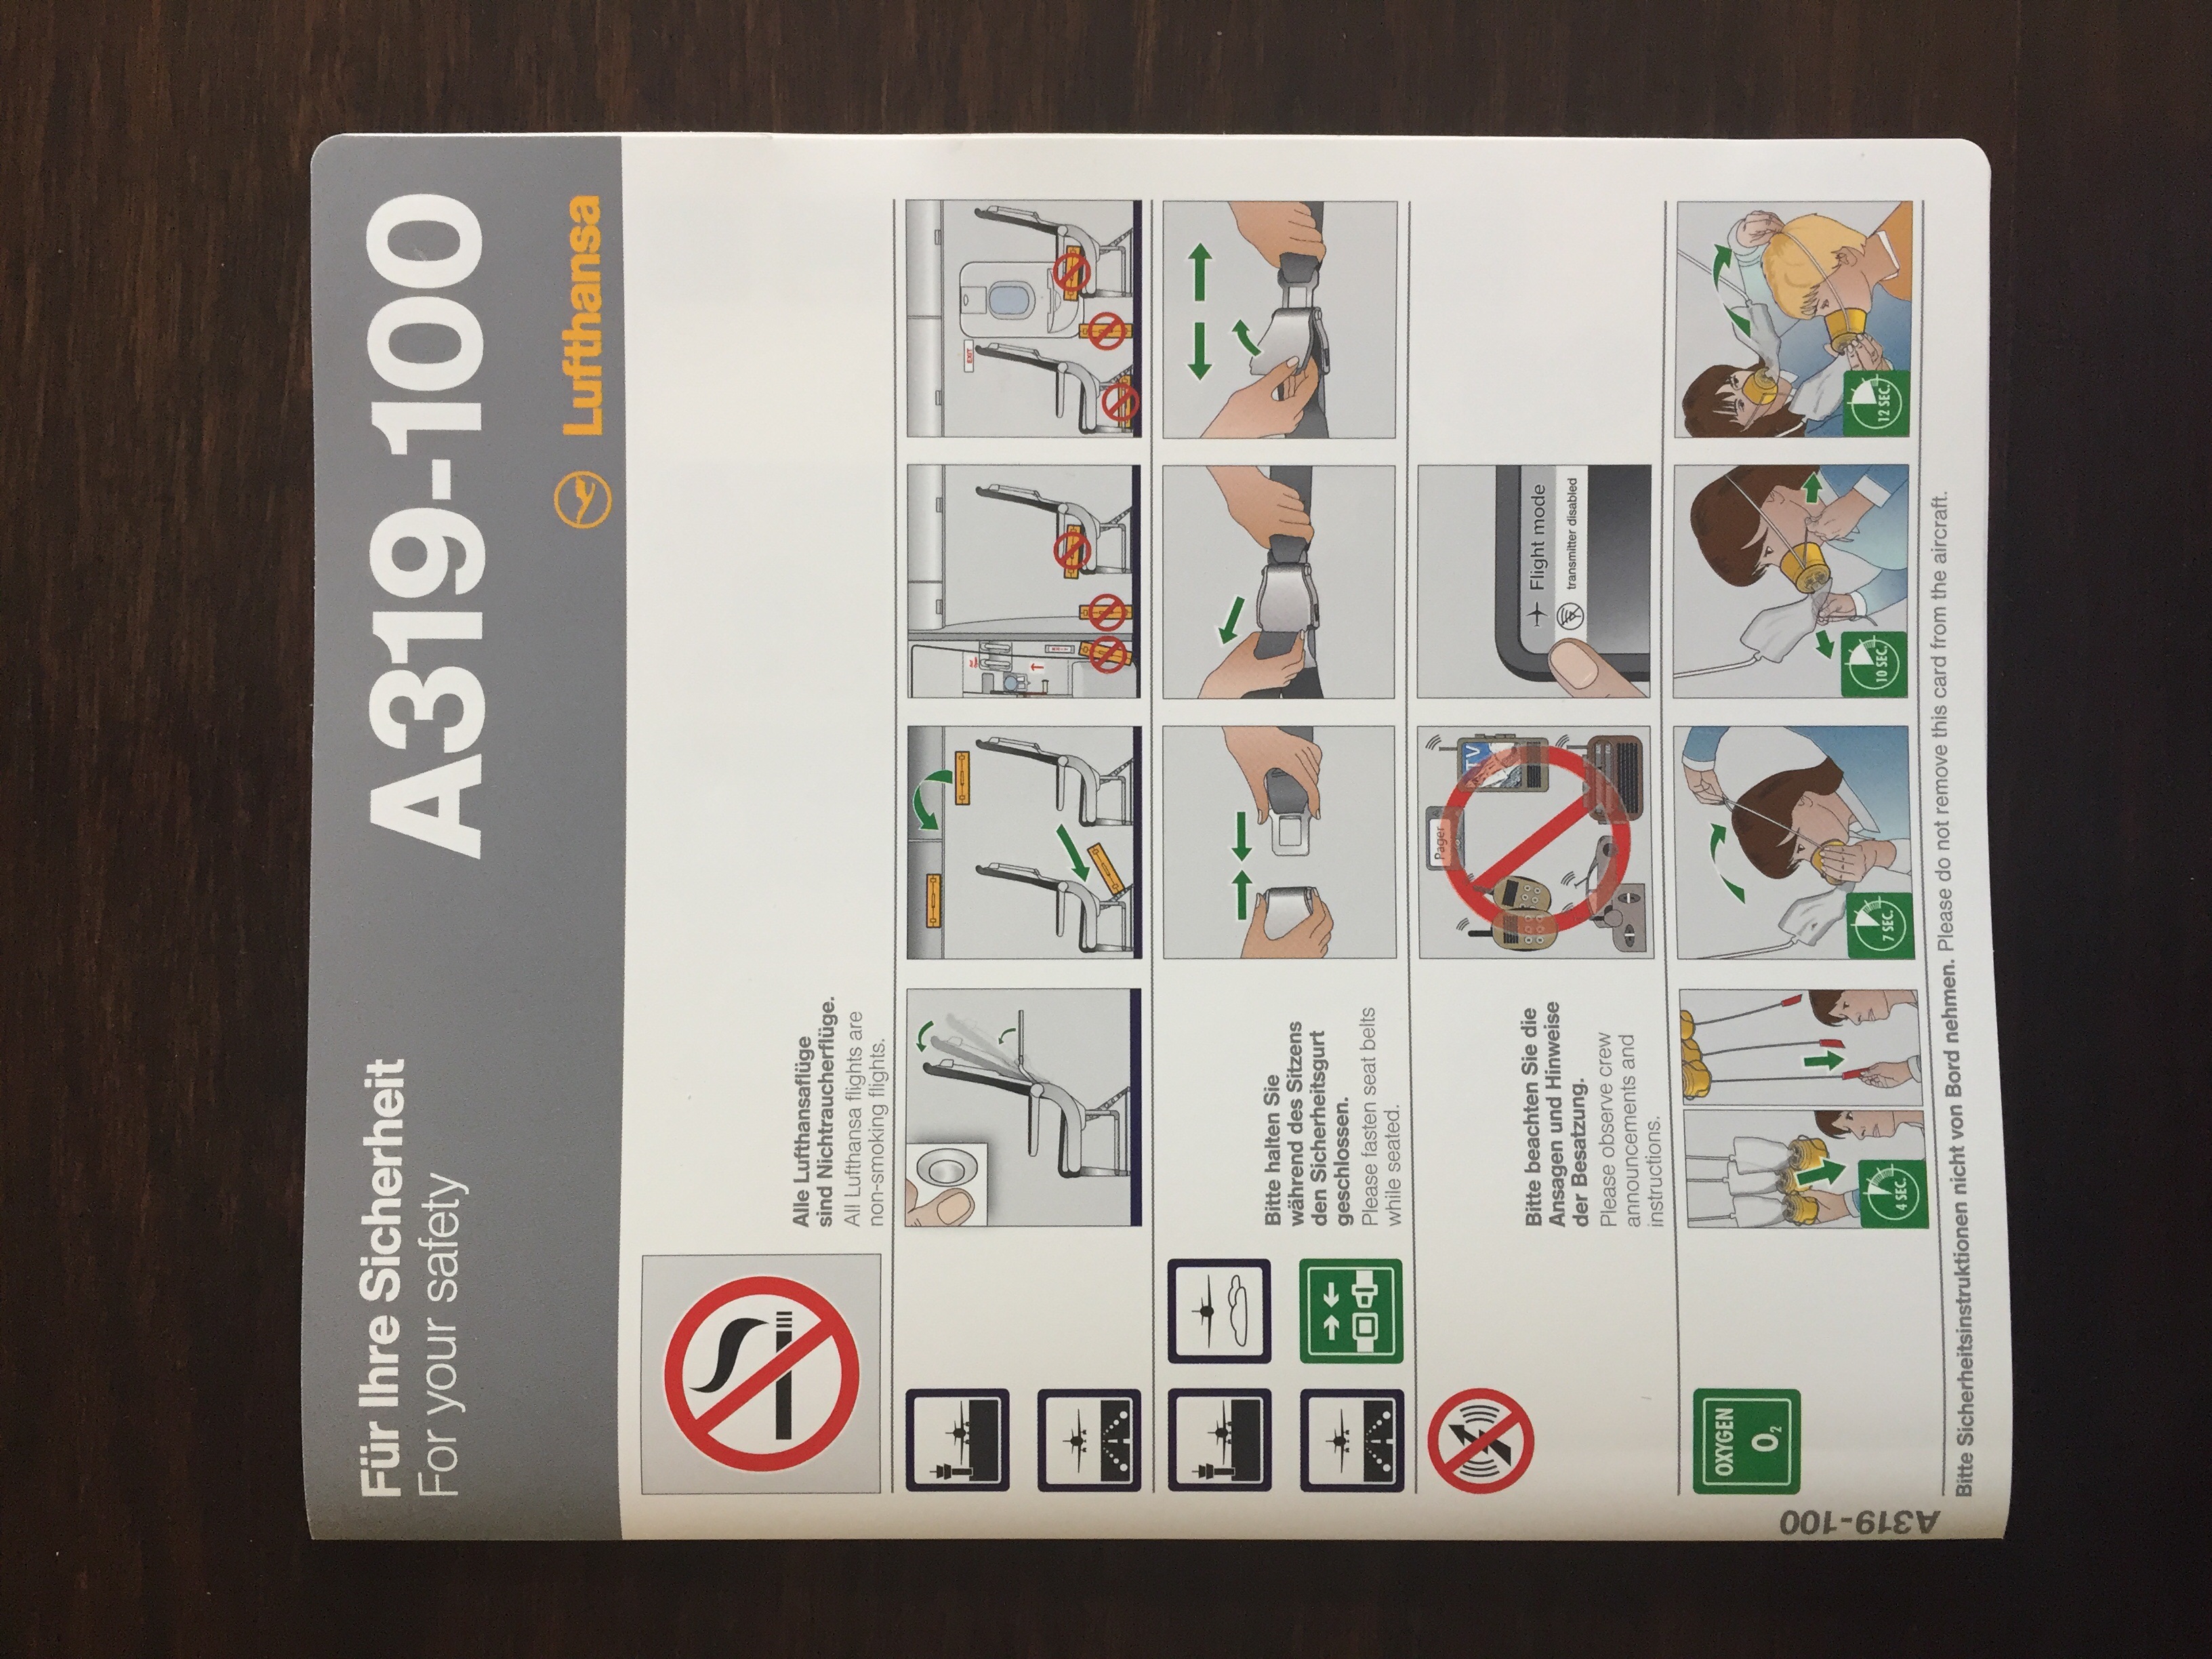 Für Ihre Sicherheit
For your safety
A319-100
Lufthansa
Alle Lufthansaflüge
sind Nichtraucherflüge.
All Lufthansa flights are
non-smoking flights.
EXIT
Bitte halten Sie
während des Sitzens
den Sicherheitsgurt
geschlossen.
Please fasten seat belts
while seated.
Bitte beachten Sie die
Ansagen und Hinweise
der Besatzung.
Please observe crew
announcements and
instructions.
Pager
TV
Flight mode
transmitter disabled
OXYGEN
O2
4 SEC.
7 SEC.
10 SEC.
12 SEC.
A319-100
Bitte Sicherheitsinstruktionen nicht von Bord nehmen. Please do not remove this card from the aircraft.